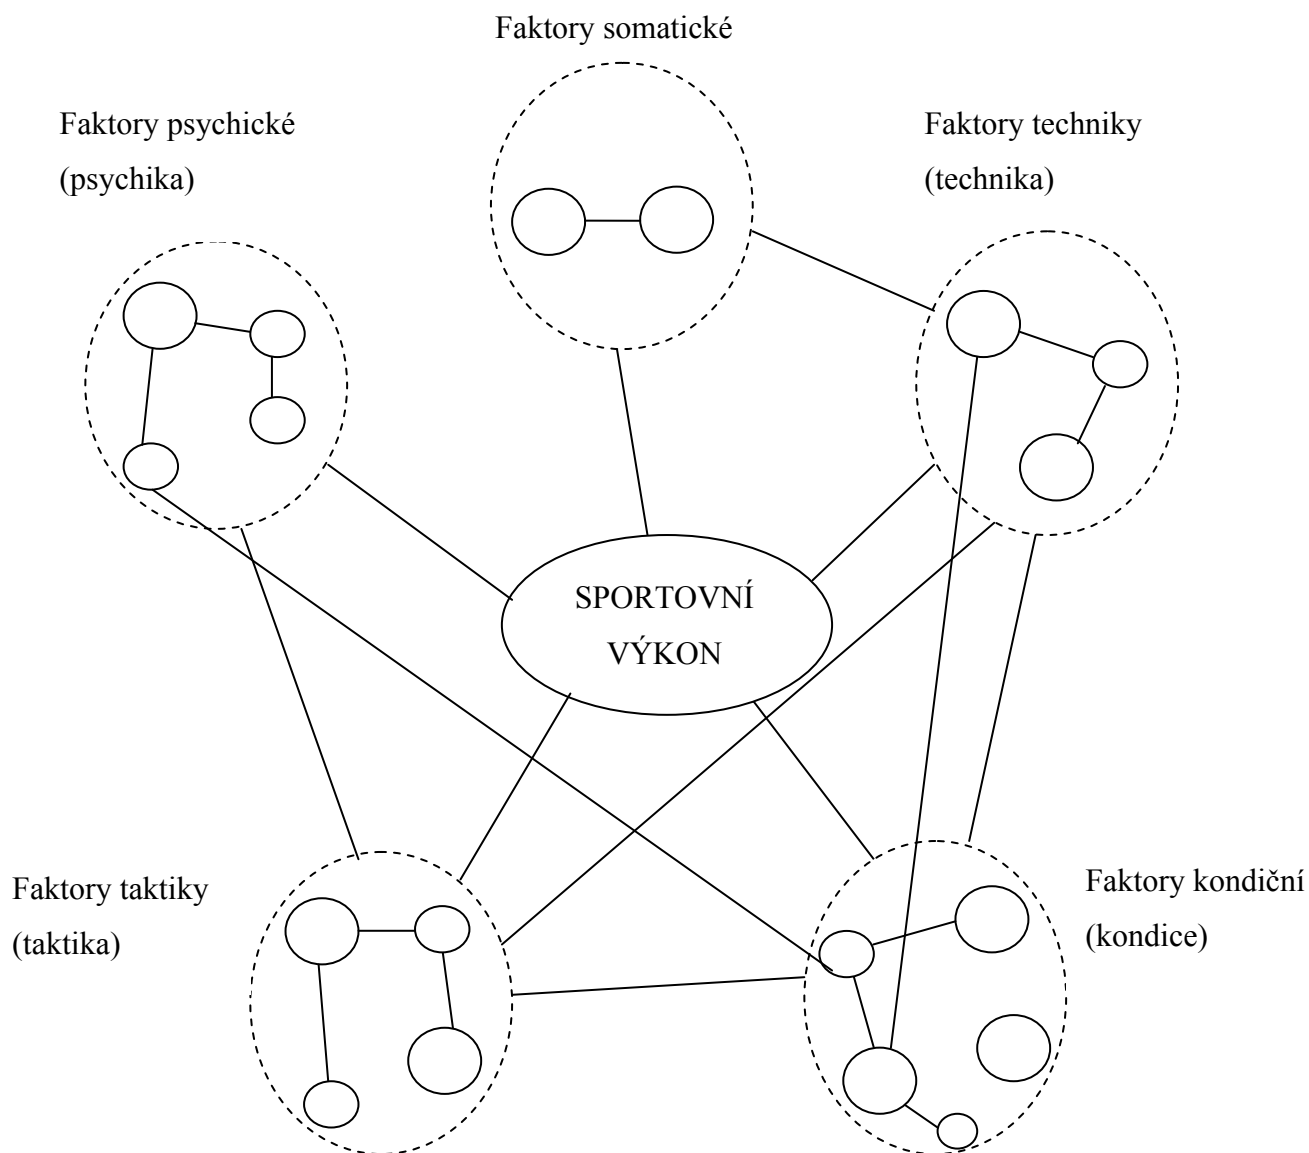 Faktory somatické
Faktory psychické
(psychika)
Faktory techniky
(technika)
SPORTOVNÍ
VÝKON
Faktory taktiky
(taktika)
Faktory kondiční
(kondice)